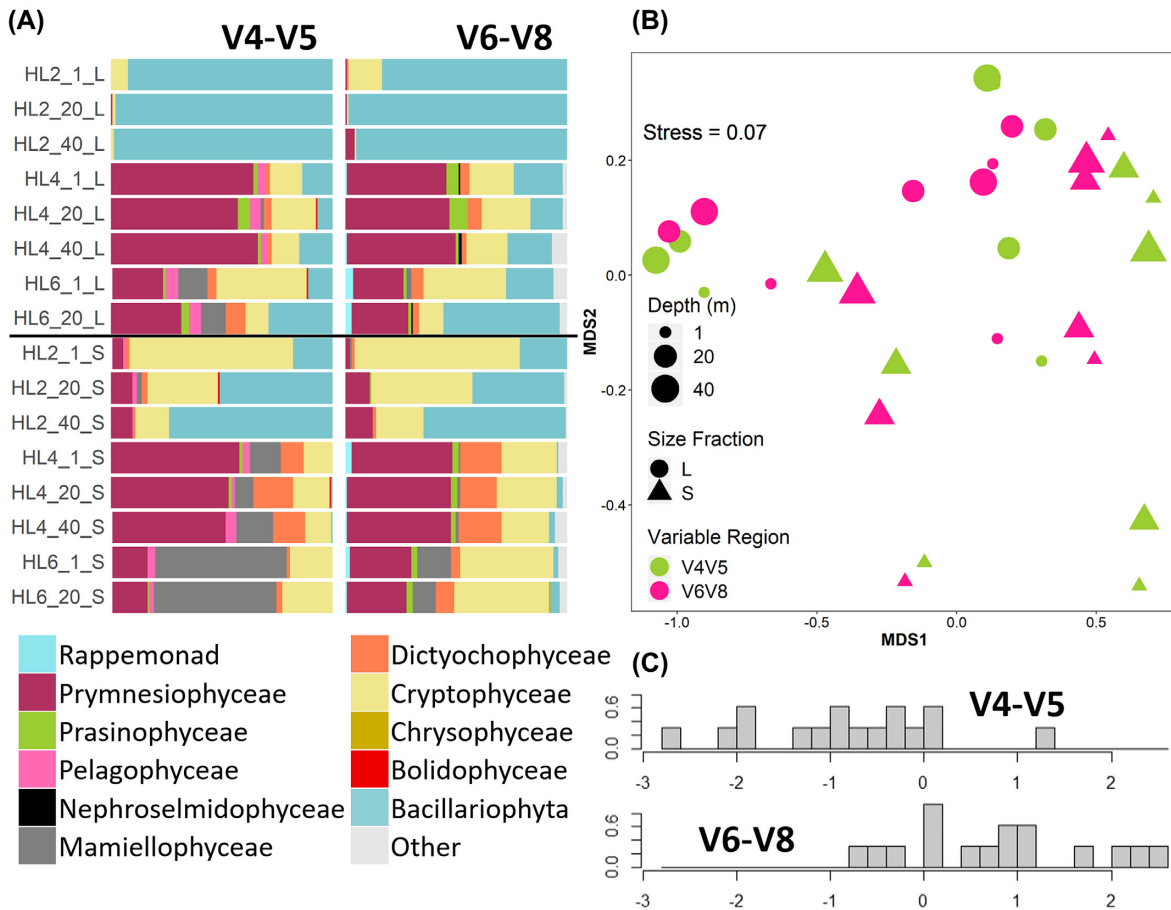 (A)
V4-V5
V6-V8
HL2_1_L
HL2_20_L
HL2_40_L
HL4_1_L
HL4_20_L
HL4_40_L
HL6_1_L
HL6_20_L
HL2_1_S
HL2_20_S
HL2_40_S
HL4_1_S
HL4_20_S
HL4_40_S
HL6_1_S
HL6_20_S
Rappemonad
Prymnesiophyceae
Prasinophyceae
Pelagophyceae
Nephroselmidophyceae
Mamiellophyceae
Dictyochophyceae
Cryptophyceae
Chrysophyceae
Bolidophyceae
Bacillariophyta
Other
(B)
Stress = 0.07
MDS2
0.2
0.0
-0.2
-0.4
Depth (m)
1
20
40
Size Fraction
L
S
Variable Region
V4V5
V6V8
-1.0 -0.5 0.0 0.5
MDS1
(C)
V4-V5
0.6
0.0
-3 -2 -1 0 1 2
V6-V8
0.6
0.0
-3 -2 -1 0 1 2